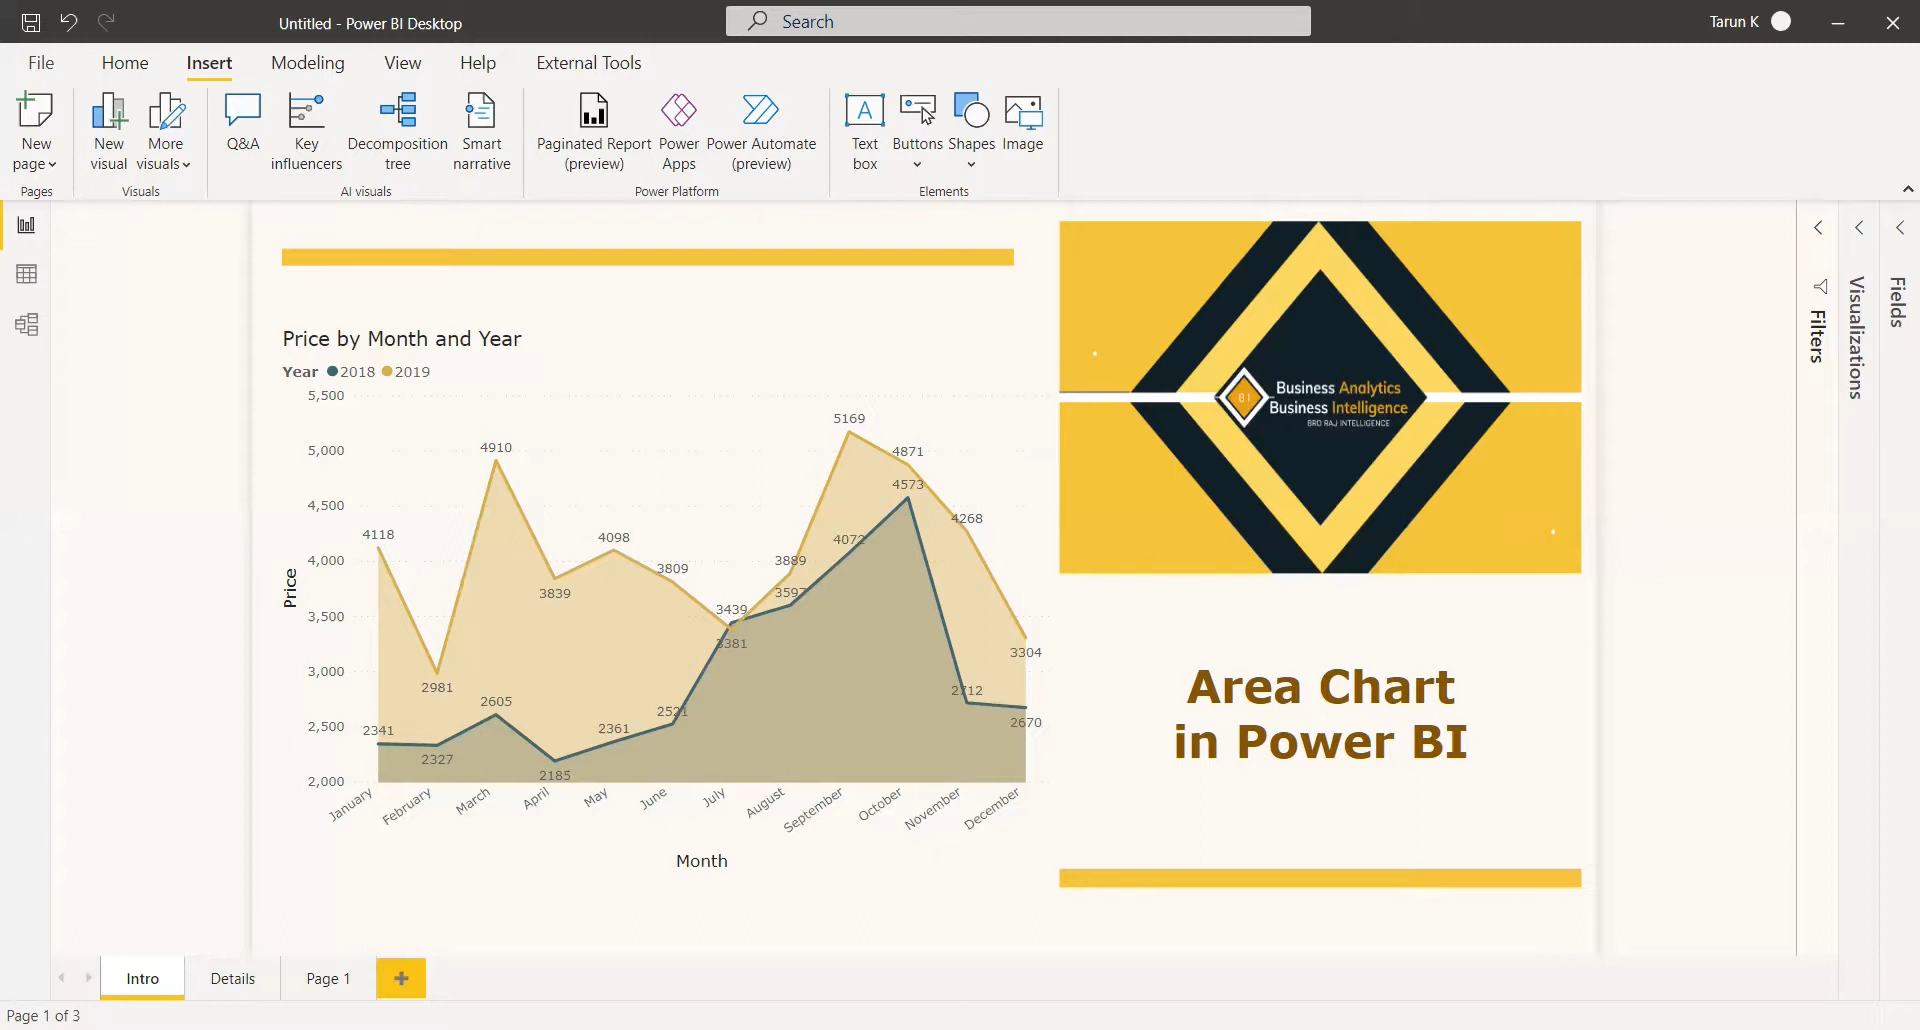 Untitled - Power BI Desktop
Search
Tarun K
File Home Insert Modeling View Help External Tools
New page
New visual
More visuals
Q&A
Key influencers
Decomposition tree
Smart narrative
Paginated Report (preview)
Power Apps
Power Automate (preview)
Text box
Buttons
Shapes
Image
Pages
Visuals
AI visuals
Power Platform
Elements
Price by Month and Year
Year 2018 2019
5,500
5,000
4,500
4,000
3,500
3,000
2,500
2,000
Price
4118
2981
4910
3839
4098
3809
3381
3889
5169
4871
4268
3304
2341
2327
2605
2185
2361
2521
3439
3597
4072
4573
2712
2670
January
February
March
April
May
June
July
August
September
October
November
December
Month
BI
Business Analytics
Business Intelligence
BRO RAJ INTELLIGENCE
Area Chart
in Power BI
Filters
Visualizations
Fields
Intro
Details
Page 1
Page 1 of 3